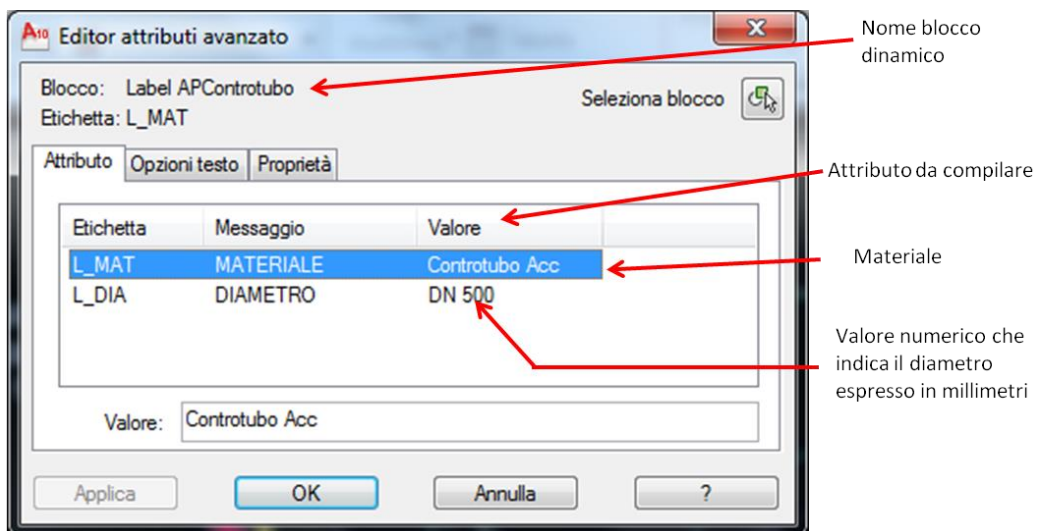 A10 Editor attributi avanzato
Nome blocco
dinamico
Blocco: Label APControtubo
Seleziona blocco
Etichetta: L_MAT
Attributo Opzioni testo Proprietà
Attributo da compilare
Etichetta Messaggio Valore
L_MAT MATERIALE Controtubo Acc
Materiale
L_DIA DIAMETRO DN 500
Valore numerico che
indica il diametro
espresso in millimetri
Valore: Controtubo Acc
Applica OK Annulla ?